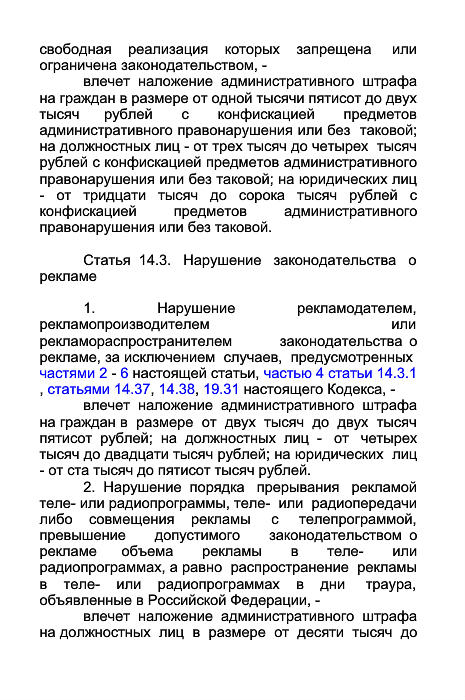 свободная реализация которых запрещена или
ограничена законодательством, -
влечет наложение административного штрафа
на граждан в размере от одной тысячи пятисот до двух
тысяч рублей с конфискацией предметов
административного правонарушения или без таковой;
на должностных лиц - от трех тысяч до четырех тысяч
рублей с конфискацией предметов административного
правонарушения или без таковой; на юридических лиц
- от тридцати тысяч до сорока тысяч рублей с
конфискацией предметов административного
правонарушения или без таковой.
Статья 14.3. Нарушение законодательства о
рекламе
1. Нарушение рекламодателем,
рекламопроизводителем или
рекламораспространителем законодательства о
рекламе, за исключением случаев, предусмотренных
частями 2 - 6 настоящей статьи, частью 4 статьи 14.3.1
, статьями 14.37, 14.38, 19.31 настоящего Кодекса, -
влечет наложение административного штрафа
на граждан в размере от двух тысяч до двух тысяч
пятисот рублей; на должностных лиц - от четырех
тысяч до двадцати тысяч рублей; на юридических лиц
- от ста тысяч до пятисот тысяч рублей.
2. Нарушение порядка прерывания рекламой
теле- или радиопрограммы, теле- или радиопередачи
либо совмещения рекламы с телепрограммой,
превышение допустимого законодательством о
рекламе объема рекламы в теле- или
радиопрограммах, а равно распространение рекламы
в теле- или радиопрограммах в дни траура,
объявленные в Российской Федерации, -
влечет наложение административного штрафа
на должностных лиц в размере от десяти тысяч до